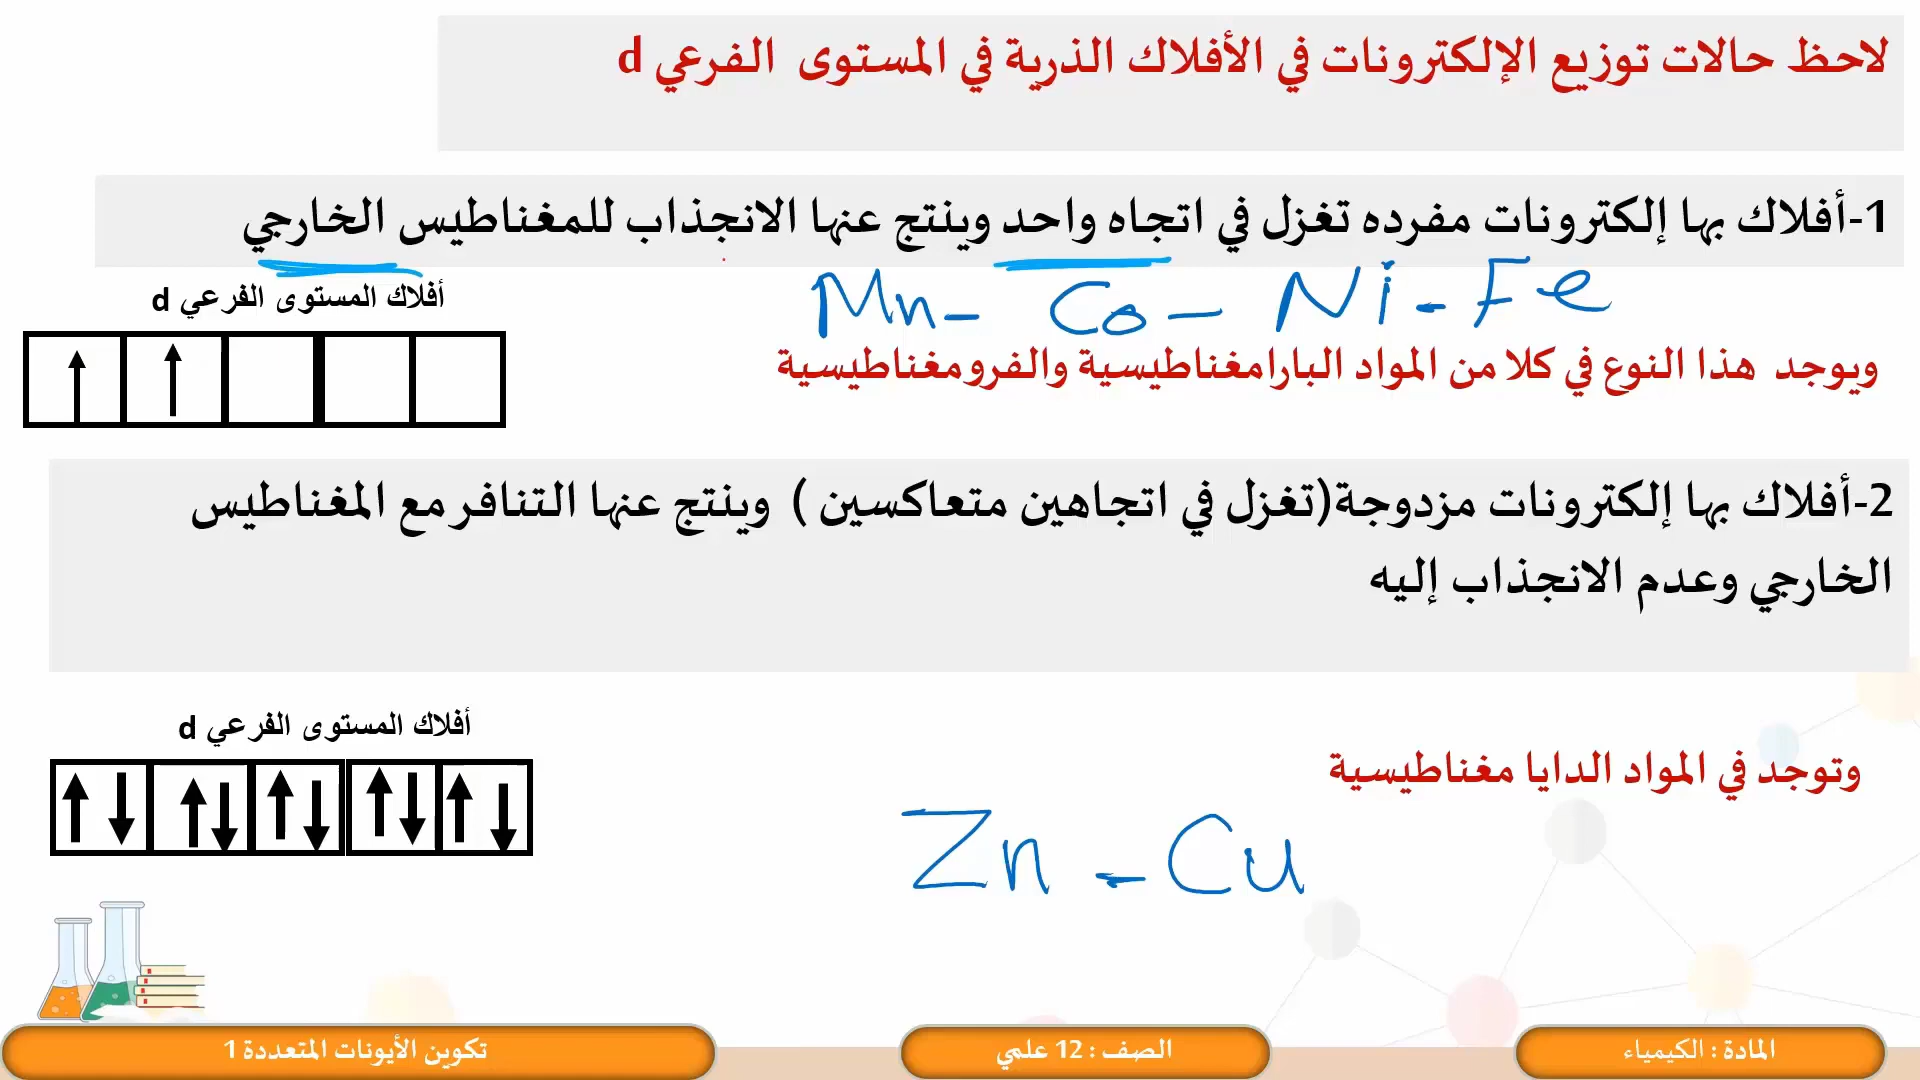 لاحظ حالات توزيع الإلكترونات في الأفلاك الذرية في المستوى الفرعي d
1-أفلاك بها إلكترونات مفرده تغزل في اتجاه واحد وينتج عنها الانجذاب للمغناطيس الخارجي
Mn - Co - Ni - Fe
أفلاك المستوى الفرعي d
ويوجد هذا النوع في كلا من المواد البارامغناطيسية والفرومغناطيسية
2-أفلاك بها إلكترونات مزدوجة(تغزل في اتجاهين متعاكسين ) وينتج عنها التنافر مع المغناطيس
الخارجي وعدم الانجذاب إليه
أفلاك المستوى الفرعي d
وتوجد في المواد الدايا مغناطيسية
Zn - Cu
المادة : الكيمياء
الصف : 12 علمي
تكوين الأيونات المتعددة 1